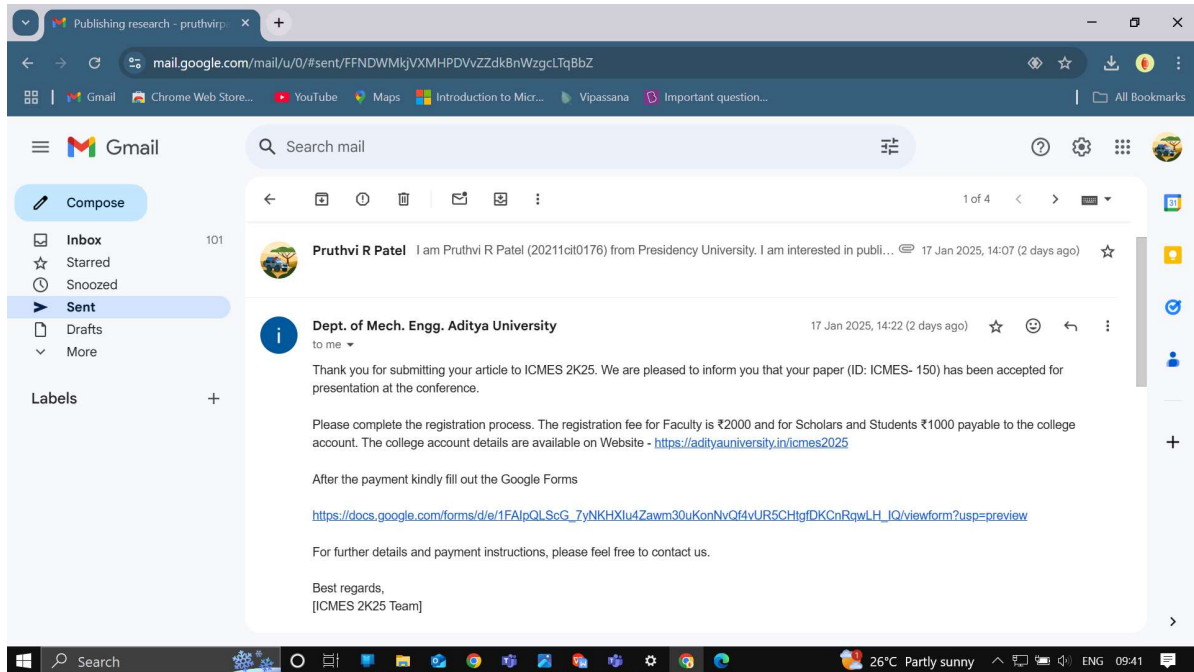 Publishing research - pruthvirp
mail.google.com/mail/u/0/#sent/FFNDWMkjVXMHPDVvZZdkBnWzgcLTqBbZ
Gmail Chrome Web Store... YouTube Maps Introduction to Micr... Vipassana Important question... All Bookmarks
Gmail
Search mail
Compose
Inbox 101
Starred
Snoozed
Sent
Drafts
More
Labels
1 of 4
Pruthvi R Patel I am Pruthvi R Patel (20211cit0176) from Presidency University. I am interested in publi... 17 Jan 2025, 14:07 (2 days ago)
i
Dept. of Mech. Engg. Aditya University 17 Jan 2025, 14:22 (2 days ago)
to me
Thank you for submitting your article to ICMES 2K25. We are pleased to inform you that your paper (ID: ICMES- 150) has been accepted for
presentation at the conference.
Please complete the registration process. The registration fee for Faculty is ₹2000 and for Scholars and Students ₹1000 payable to the college
account. The college account details are available on Website - https://adityauniversity.in/icmes2025
After the payment kindly fill out the Google Forms
https://docs.google.com/forms/d/e/1FAIpQLScG_7yNKHXIu4Zawm30uKonNvQf4vUR5CHtgfDKCnRqwLH_IQ/viewform?usp=preview
For further details and payment instructions, please feel free to contact us.
Best regards,
[ICMES 2K25 Team]
31
Search
26°C Partly sunny ENG 09:41